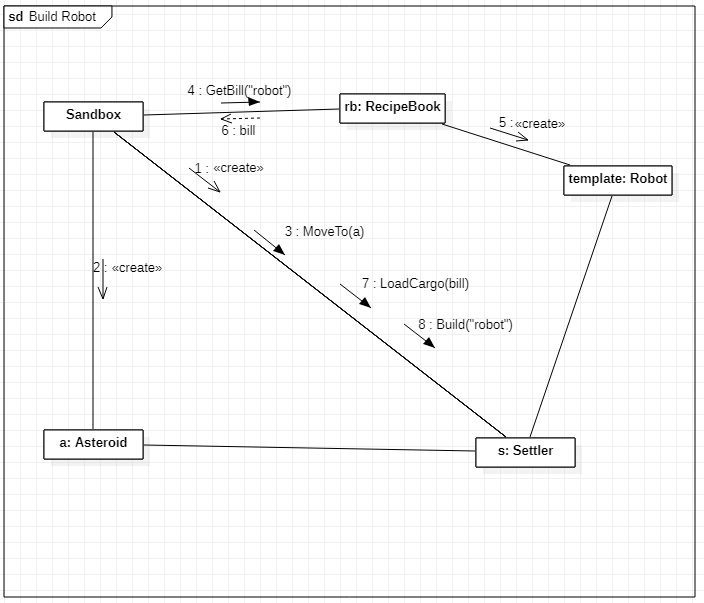 sd Build Robot
4 : GetBill("robot")
Sandbox
rb: RecipeBook
6 : bill
5 : «create»
1 : «create»
template: Robot
3 : MoveTo(a)
2 : «create»
7 : LoadCargo(bill)
8 : Build("robot")
a: Asteroid
s: Settler